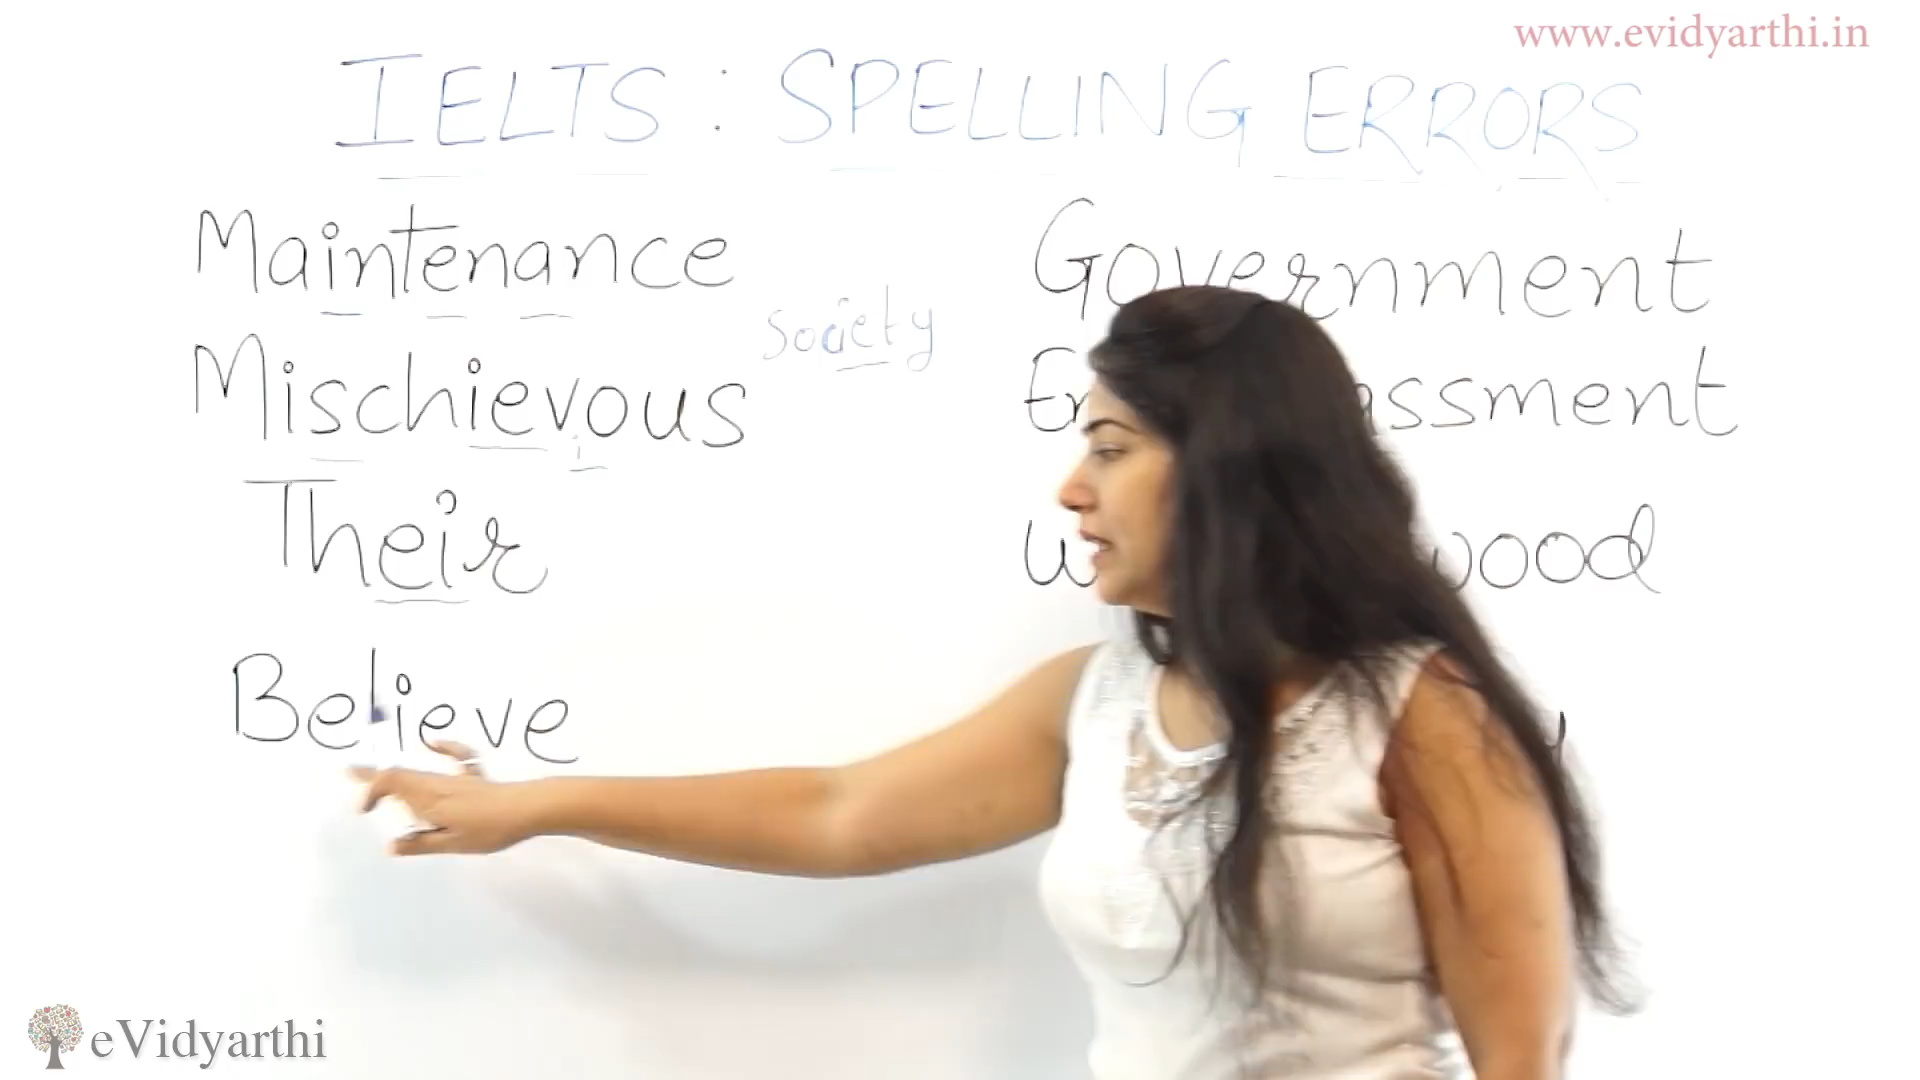 www.evidyarthi.in
IELTS : SPELLING ERRORS
Maintenance
Society
Mischievous
Their
Believe
Government
eVidyarthi